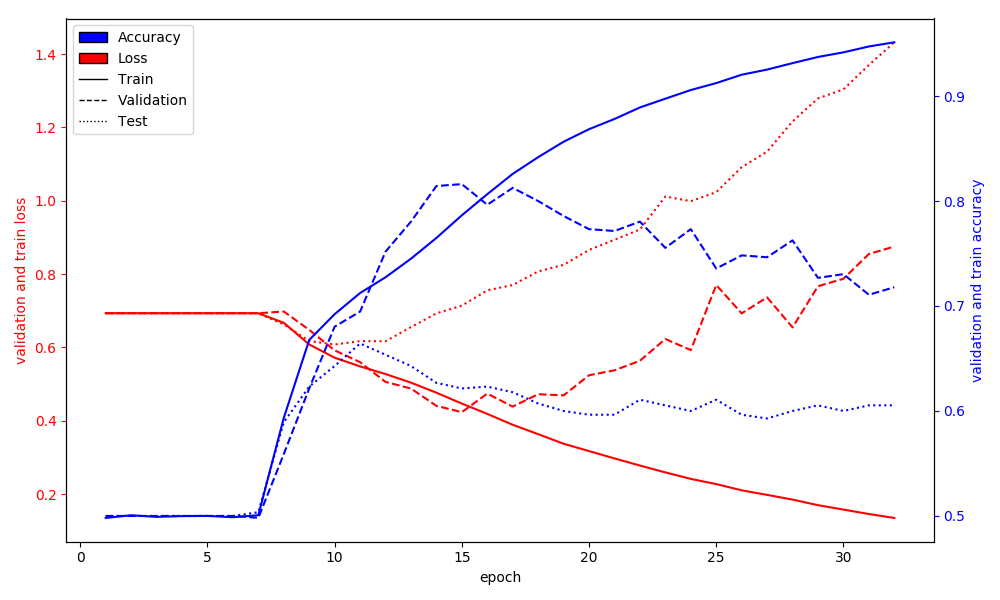 Accuracy
Loss
Train
Validation
Test
validation and train loss
1.4
1.2
1.0
0.8
0.6
0.4
0.2
0.9
0.8
0.7
0.6
0.5
validation and train accuracy
0 5 10 15 20 25 30
epoch